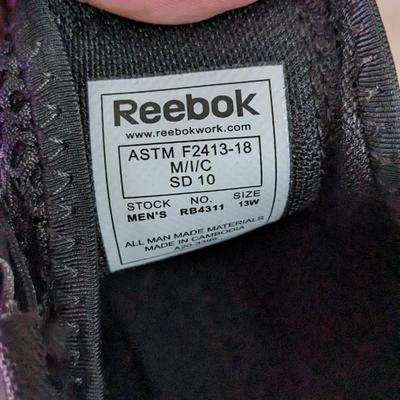 Reebok
www.reebokwork.com
ASTM F2413-18
M/I/C
SD 10
STOCK NO. SIZE
MEN'S RB4311 13W
ALL MAN MADE MATERIALS
MADE IN CAMBODIA